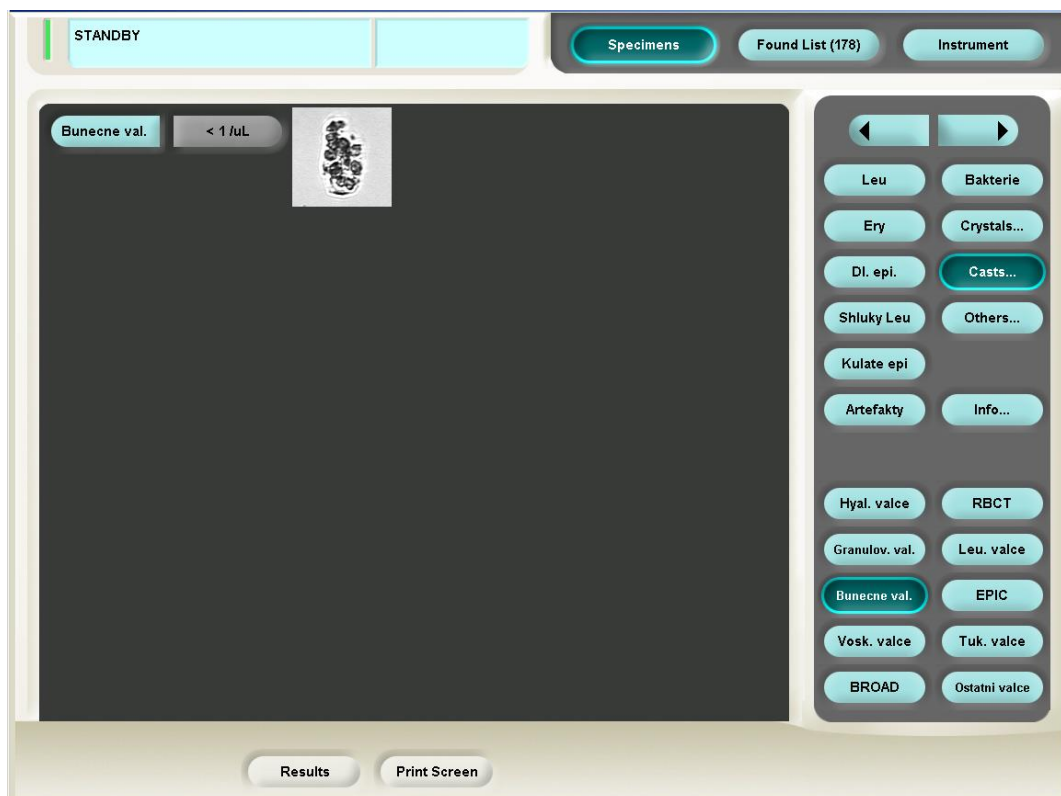 STANDBY
Specimens
Found List (178)
Instrument
Bunecne val.
< 1 /uL
Leu
Bakterie
Ery
Crystals...
Dl. epi.
Casts...
Shluky Leu
Others...
Kulate epi
Artefakty
Info...
Hyal. valce
RBCT
Granulov. val.
Leu. valce
Bunecne val.
EPIC
Vosk. valce
Tuk. valce
BROAD
Ostatni valce
Results
Print Screen